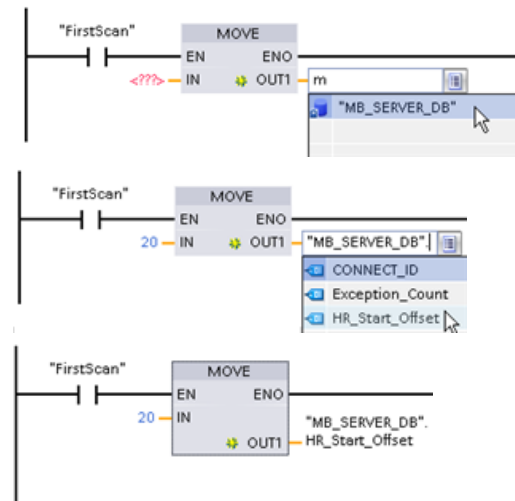 "FirstScan" MOVE
EN ENO
<???> IN OUT1 m
"MB_SERVER_DB"
"FirstScan" MOVE
EN ENO
20 IN OUT1 "MB_SERVER_DB".
CONNECT_ID
Exception_Count
HR_Start_Offset
"FirstScan" MOVE
EN ENO
20 IN
"MB_SERVER_DB".
OUT1 HR_Start_Offset